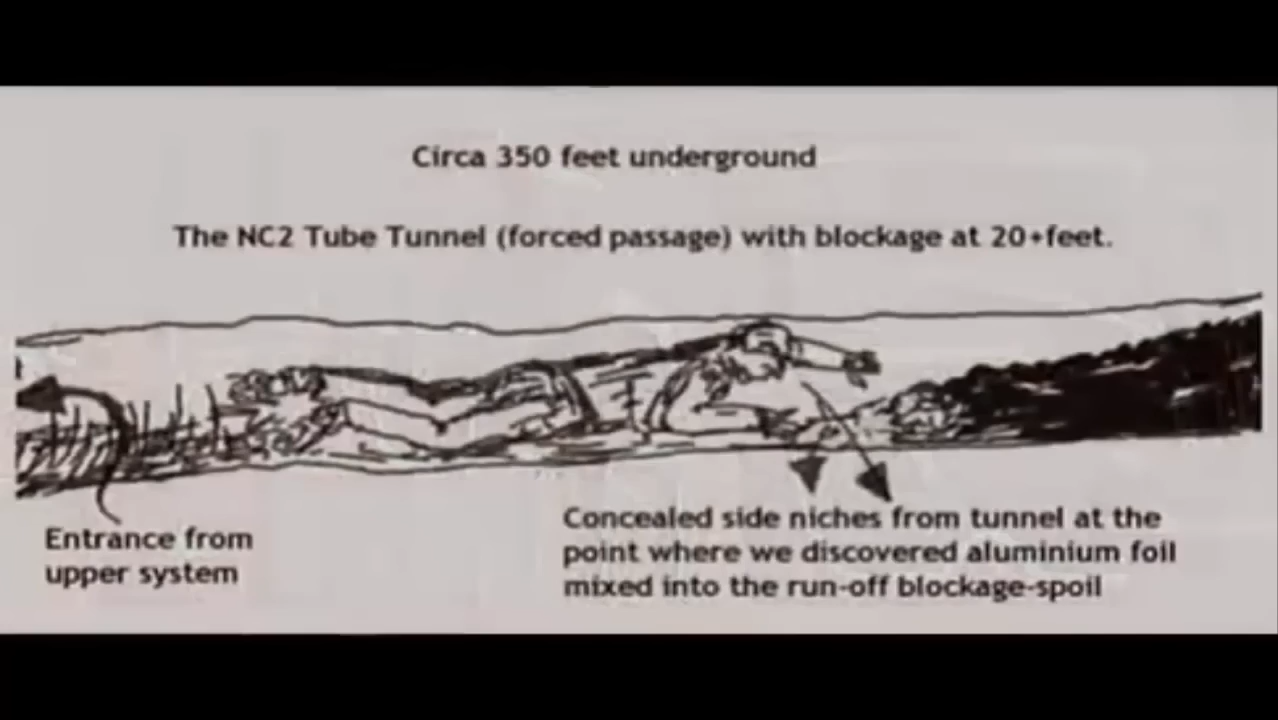 Circa 350 feet underground
The NC2 Tube Tunnel (forced passage) with blockage at 20+feet.
Entrance from
upper system
Concealed side niches from tunnel at the
point where we discovered aluminium foil
mixed into the run-off blockage-spoil